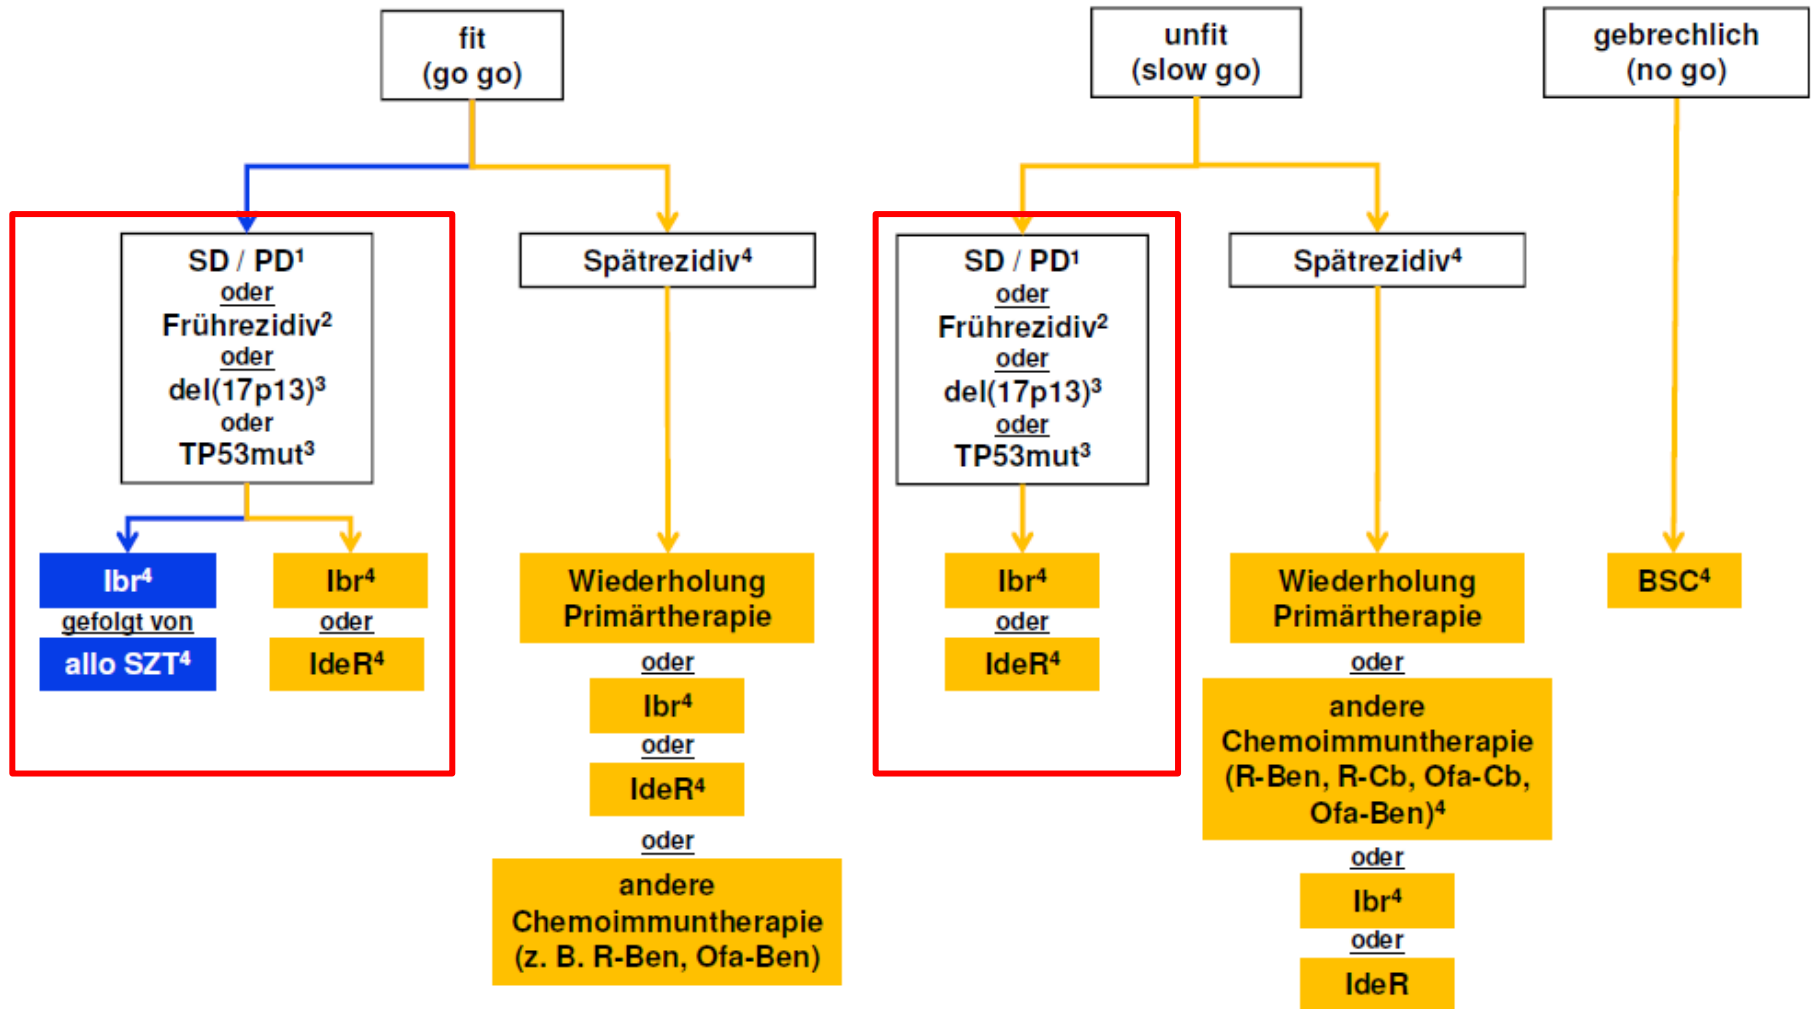 fit
(go go)
unfit
(slow go)
gebrechlich
(no go)
SD / PD¹
oder
Frührezidiv²
oder
del(17p13)³
oder
TP53mut³
Spätrezidiv⁴
SD / PD¹
oder
Frührezidiv²
oder
del(17p13)³
oder
TP53mut³
Spätrezidiv⁴
Ibr⁴
gefolgt von
allo SZT⁴
Ibr⁴
oder
IdeR⁴
Wiederholung
Primärtherapie
oder
Ibr⁴
oder
IdeR⁴
oder
andere
Chemoimmuntherapie
(z. B. R-Ben, Ofa-Ben)
Ibr⁴
oder
IdeR⁴
Wiederholung
Primärtherapie
oder
andere
Chemoimmuntherapie
(R-Ben, R-Cb, Ofa-Cb,
Ofa-Ben)⁴
oder
Ibr⁴
oder
IdeR
BSC⁴